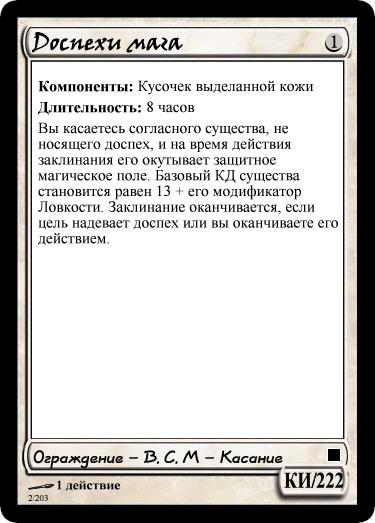 Доспехи мага 1
Компоненты: Кусочек выделанной кожи
Длительность: 8 часов
Вы касаетесь согласного существа, не
носящего доспех, и на время действия
заклинания его окутывает защитное
магическое поле. Базовый КД существа
становится равен 13 + его модификатор
Ловкости. Заклинание оканчивается, если
цель надевает доспех или вы оканчиваете его
действием.
Ограждение – В, С, М – Касание
1 действие
КИ/222
2/203